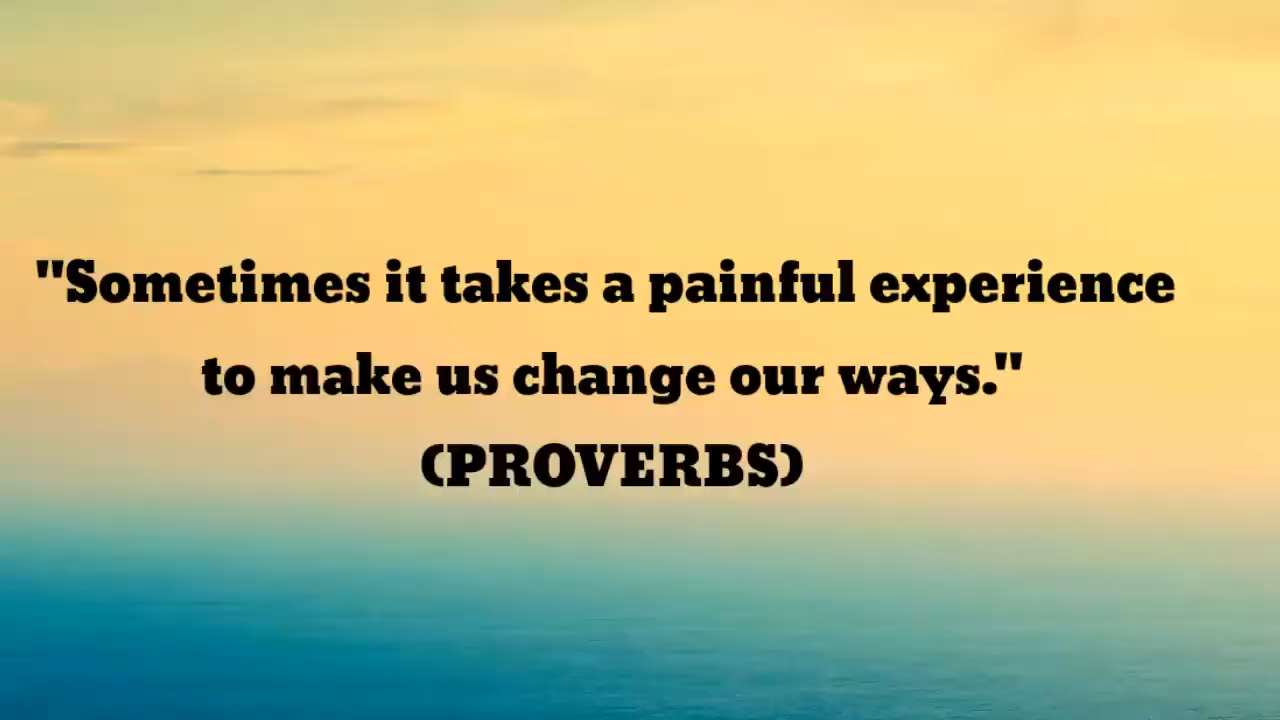 "Sometimes it takes a painful experience
to make us change our ways."
(PROVERBS)